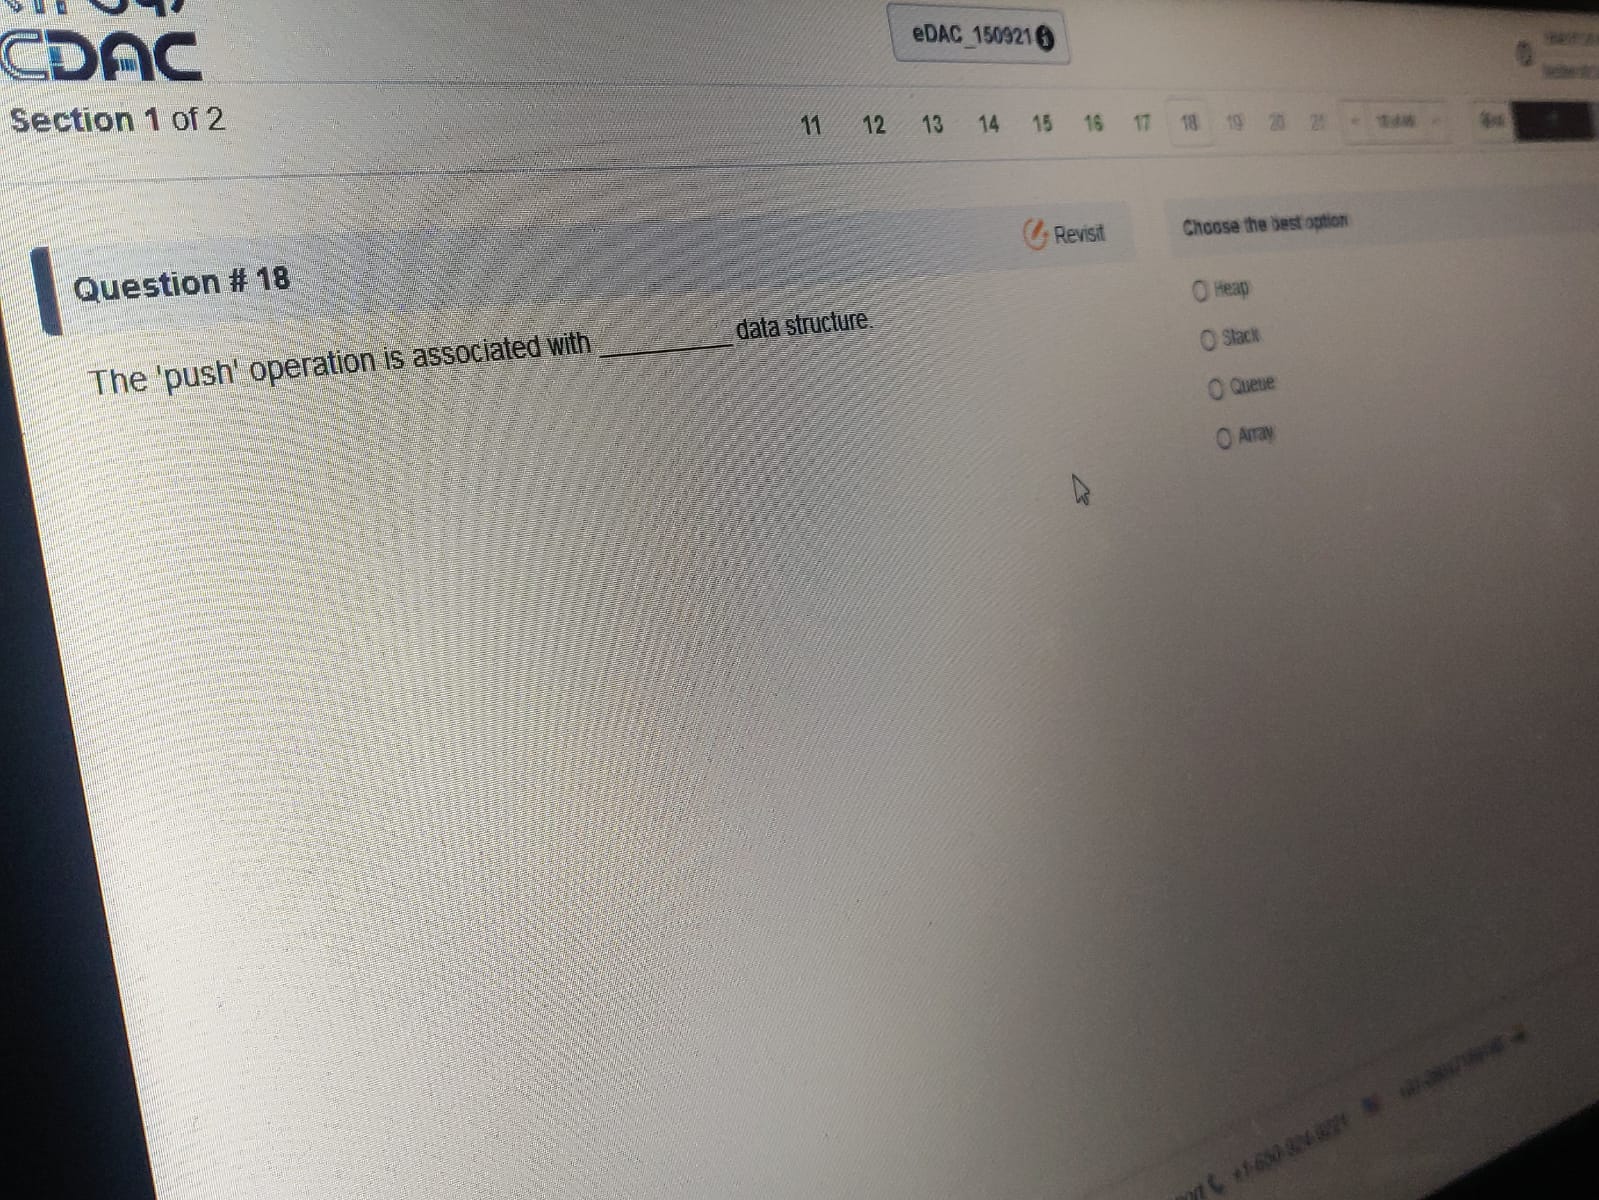 CDAC
eDAC_150921
Section 1 of 2
11 12 13 14 15 16 17 18 19 20 21
Question # 18
Revisit
The 'push' operation is associated with __________ data structure.
Choose the best option
Heap
Stack
Queue
Array